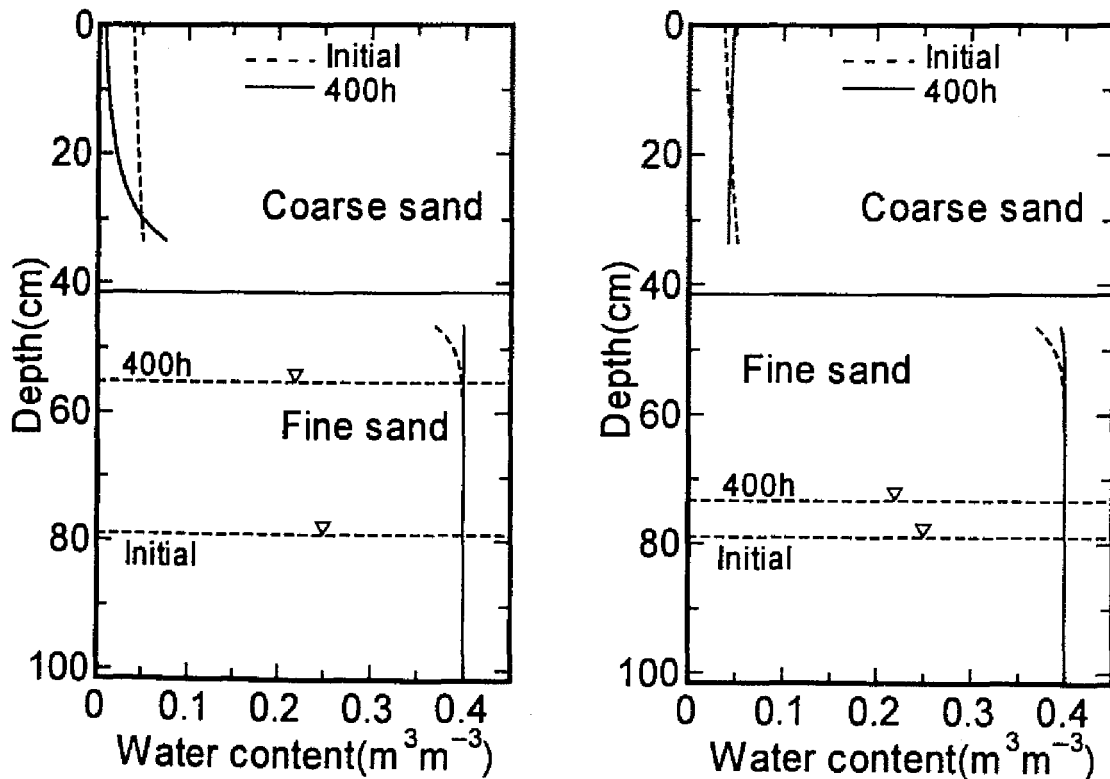 0
Initial
400h
20
Coarse sand
40
400h
Fine sand
60
80
Initial
100
Depth(cm)
0 0.1 0.2 0.3 0.4
Water content(m³m⁻³)
0
Initial
400h
20
Coarse sand
40
Fine sand
60
400h
80
Initial
100
Depth(cm)
0 0.1 0.2 0.3 0.4
Water content(m³m⁻³)